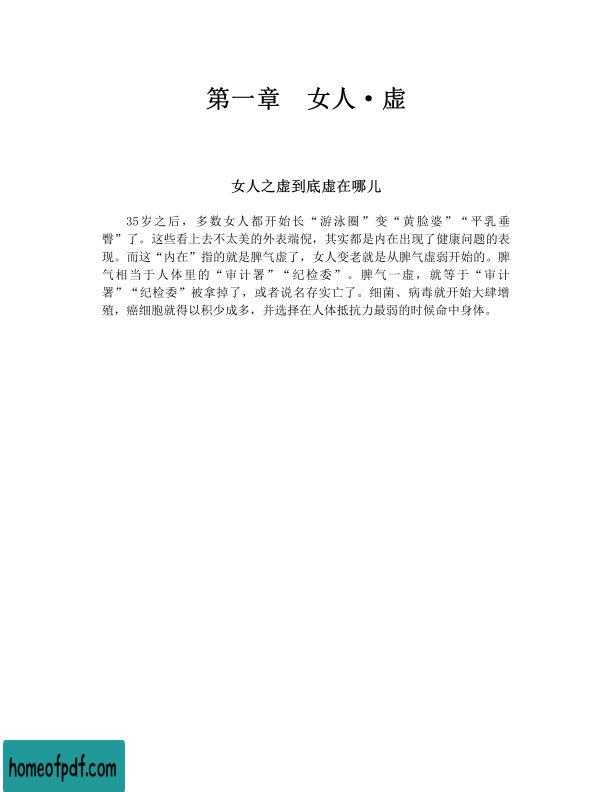 第一章　女人·虚
女人之虚到底虚在哪儿
35岁之后，多数女人都开始长“游泳圈”变“黄脸婆”“平乳垂
臀”了。这些看上去不太美的外表端倪，其实都是内在出现了健康问题的表
现。而这“内在”指的就是脾气虚了，女人变老就是从脾气虚弱开始的。脾
气相当于人体里的“审计署”“纪检委”。脾气一虚，就等于“审计
署”“纪检委”被拿掉了，或者说名存实亡了。细菌、病毒就开始大肆增
殖，癌细胞就得以积少成多，并选择在人体抵抗力最弱的时候命中身体。
homeofpdf.com